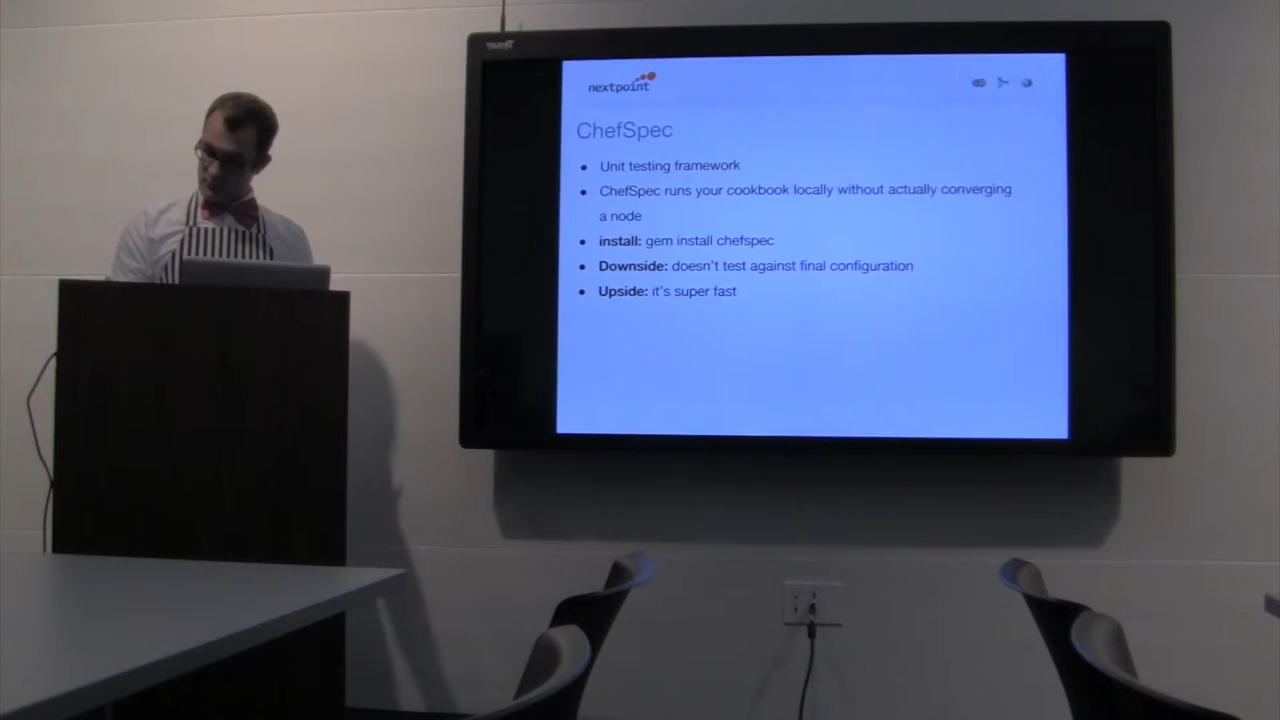 nextpoint
ChefSpec
• Unit testing framework
• ChefSpec runs your cookbook locally without actually converging
a node
• install: gem install chefspec
• Downside: doesn't test against final configuration
• Upside: it's super fast